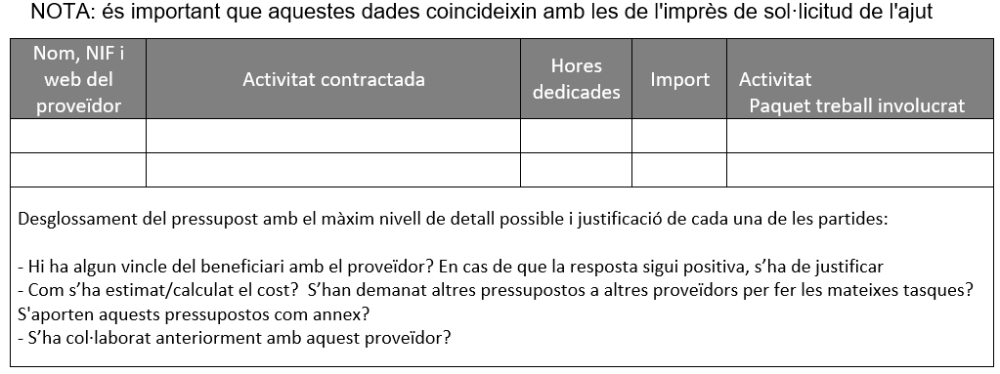 NOTA: és important que aquestes dades coincideixin amb les de l'imprès de sol·licitud de l'ajut
Nom, NIF i
web del
proveïdor
Activitat contractada
Hores
dedicades
Import
Activitat
Paquet treball involucrat
Desglossament del pressupost amb el màxim nivell de detall possible i justificació de cada una de les partides:
- Hi ha algun vincle del beneficiari amb el proveïdor? En cas de que la resposta sigui positiva, s’ha de justificar
- Com s’ha estimat/calculat el cost?  S’han demanat altres pressupostos a altres proveïdors per fer les mateixes tasques?
S'aporten aquests pressupostos com annex?
- S’ha col·laborat anteriorment amb aquest proveïdor?